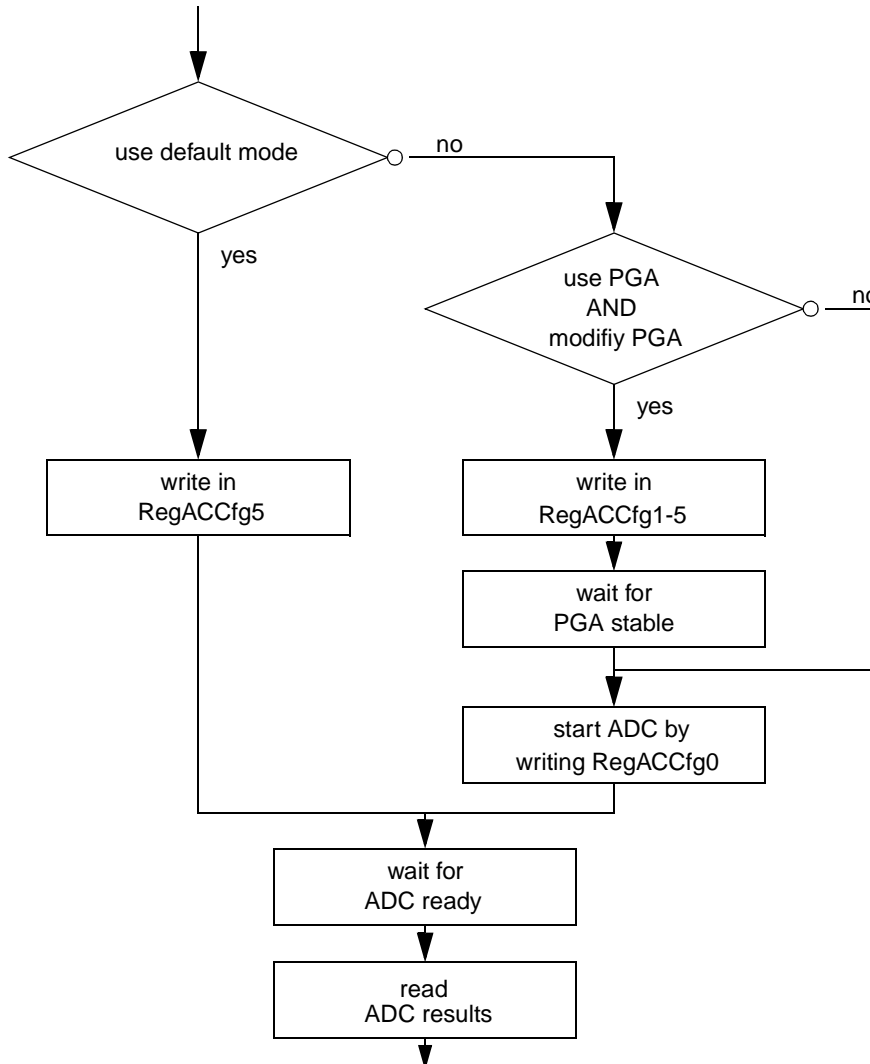 use default mode
no
yes
use PGA
AND
modifiy PGA
no
yes
write in
RegACCfg5
write in
RegACCfg1-5
wait for
PGA stable
start ADC by
writing RegACCfg0
wait for
ADC ready
read
ADC results